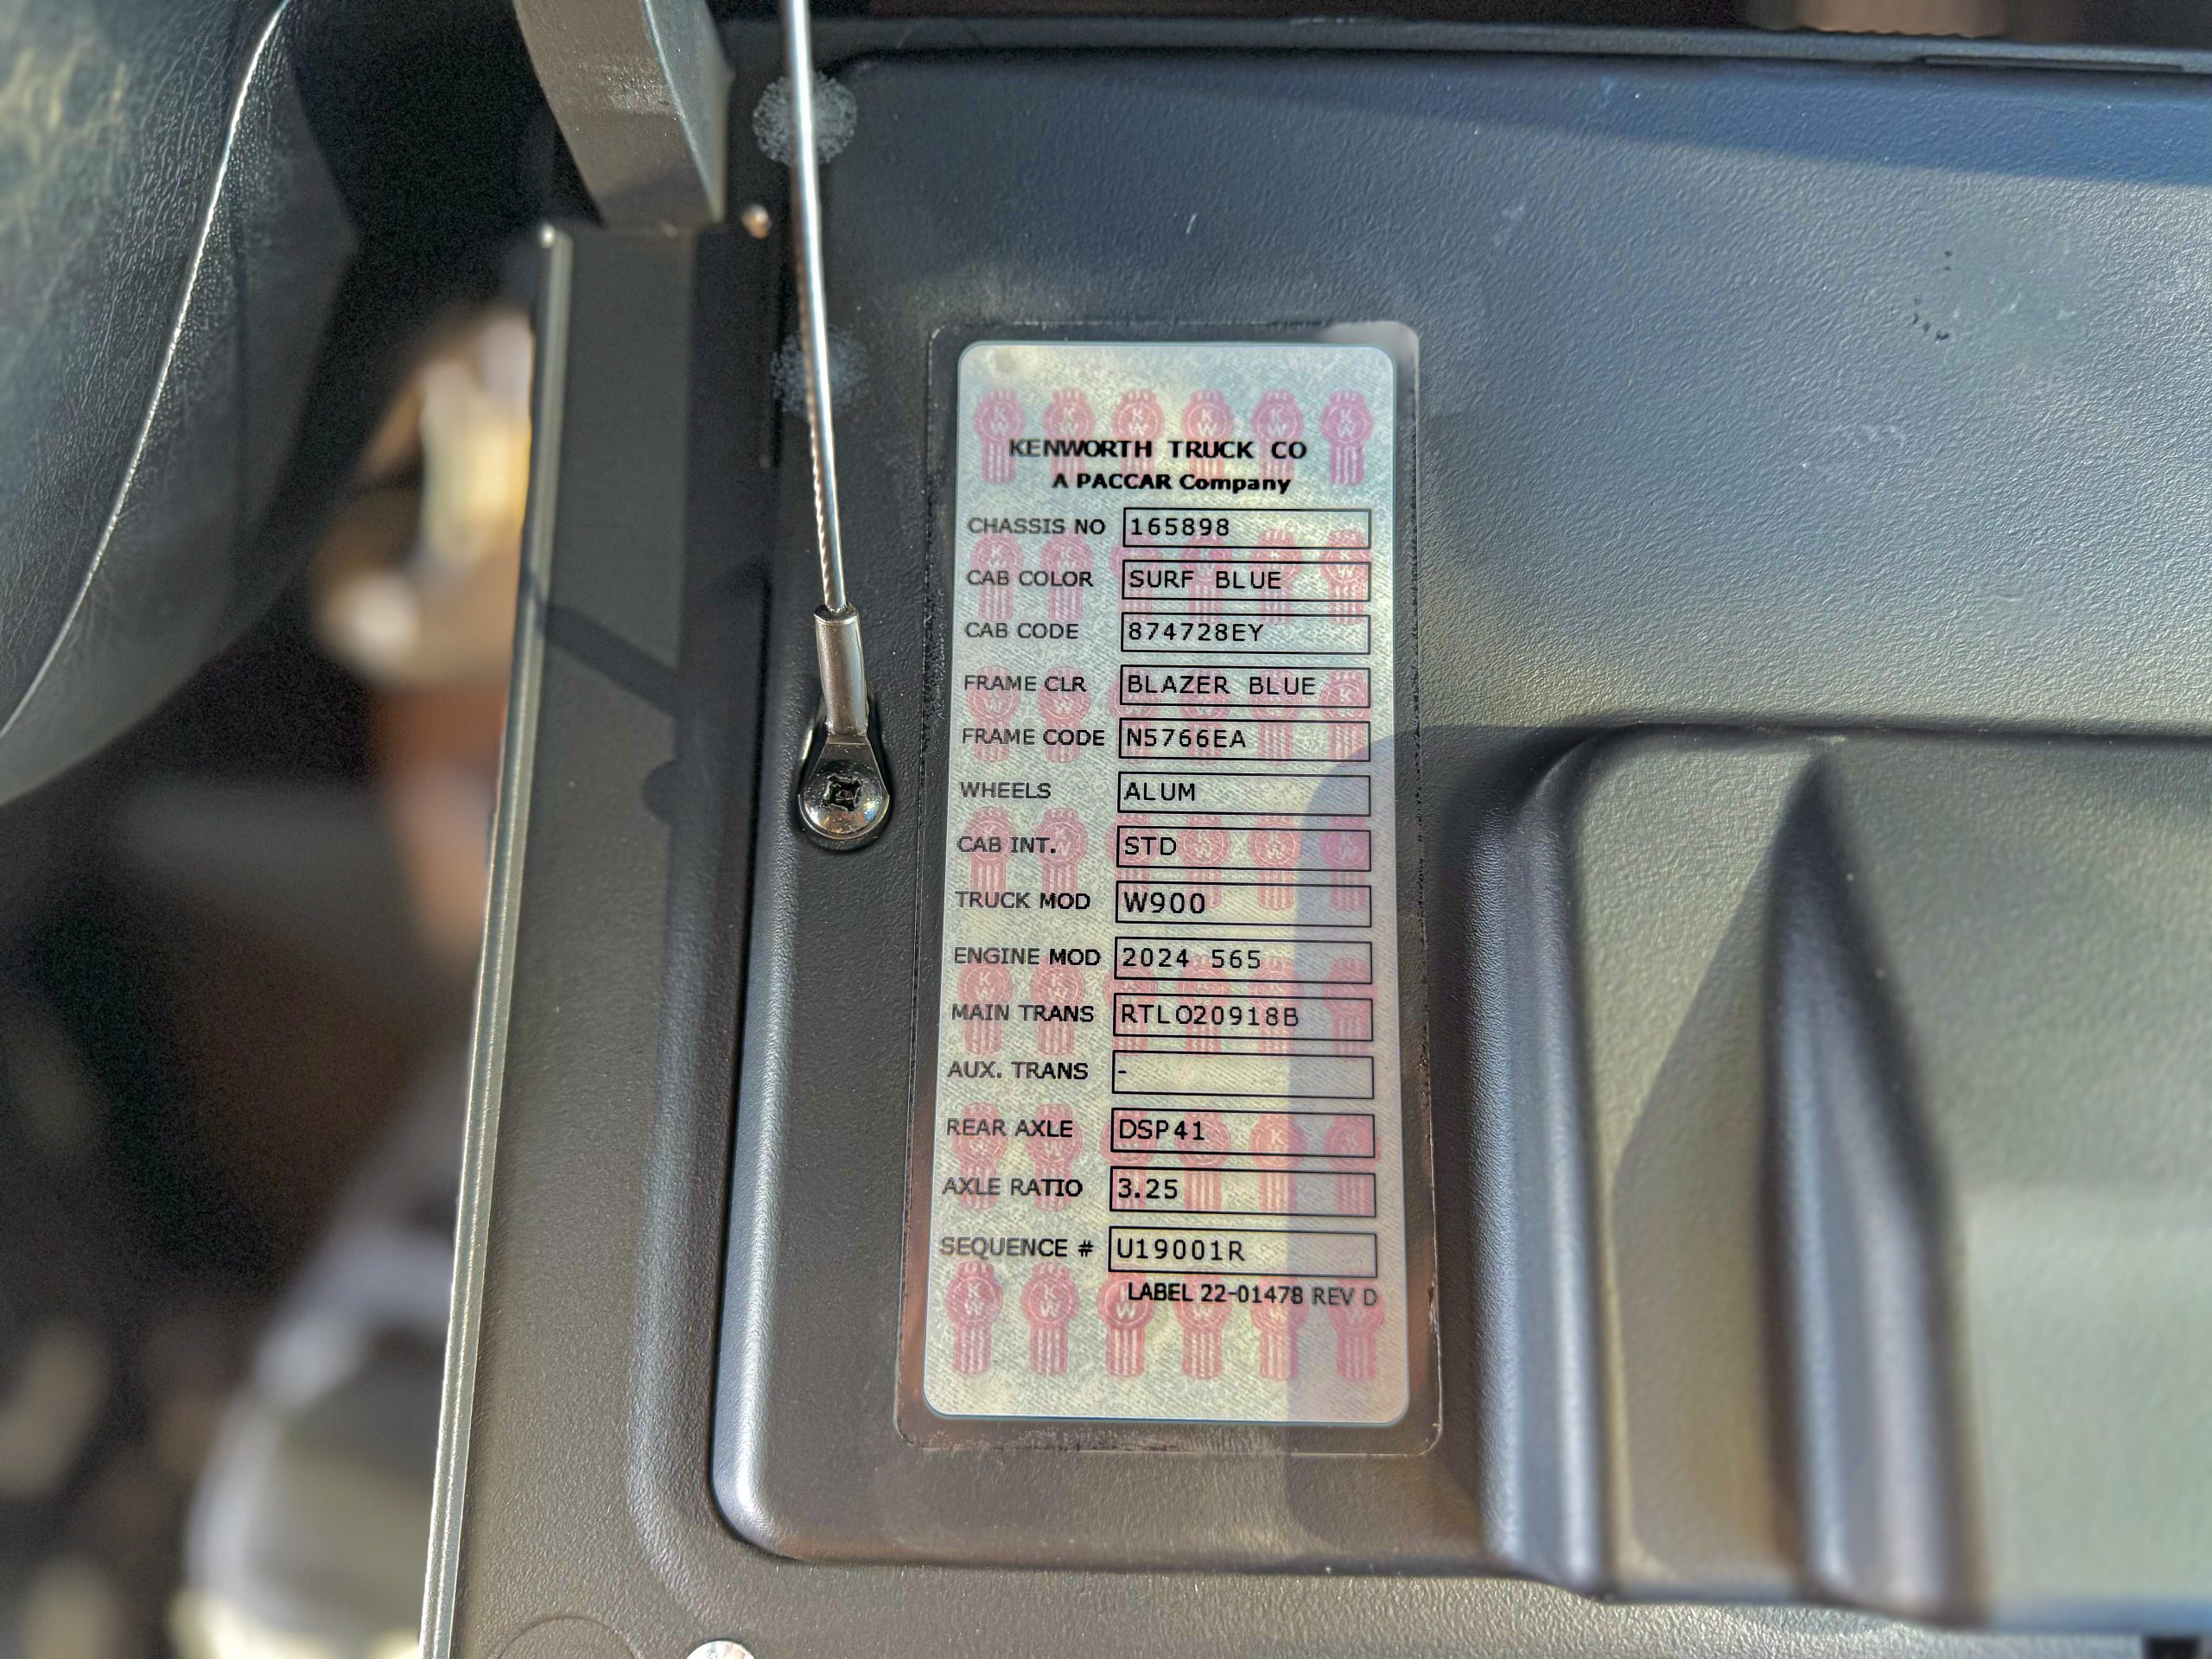 KENWORTH TRUCK CO
A PACCAR Company
CHASSIS NO 165898
CAB COLOR SURF BLUE
CAB CODE 874728EY
FRAME CLR BLAZER BLUE
FRAME CODE N5766EA
WHEELS ALUM
CAB INT. STD
TRUCK MOD W900
ENGINE MOD 2024 565
MAIN TRANS RTLO20918B
AUX. TRANS -
REAR AXLE DSP41
AXLE RATIO 3.25
SEQUENCE # U19001R
LABEL 22-01478 REV D